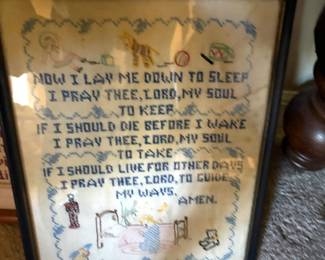 NOW I LAY ME DOWN TO SLEEP
I PRAY THEE, LORD, MY SOUL
TO KEEP
IF I SHOULD DIE BEFORE I WAKE
I PRAY THEE, LORD, MY SOUL
TO TAKE
IF I SHOULD LIVE FOR OTHER DAYS
I PRAY THEE, LORD, TO GUIDE
MY WAYS.
AMEN.